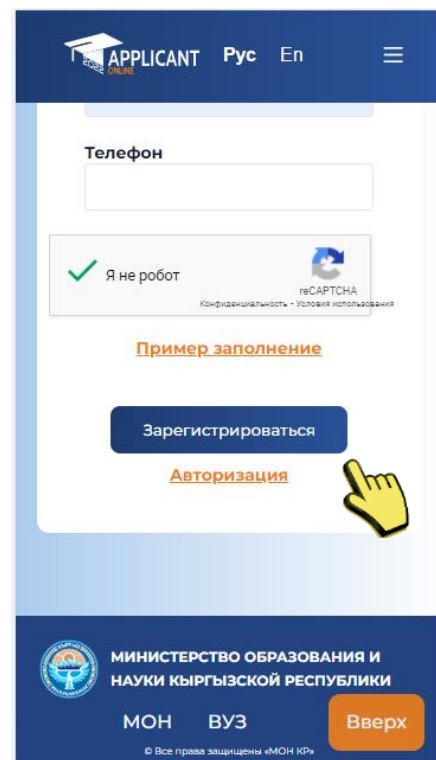 2022 APPLICANT Рус En
ONLINE
Телефон
Я не робот
reCAPTCHA
Конфиденциальность - Условия использования
Пример заполнение
Зарегистрироваться
Авторизация
МИНИСТЕРСТВО ОБРАЗОВАНИЯ И
НАУКИ КЫРГЫЗСКОЙ РЕСПУБЛИКИ
МОН ВУЗ Вверх
© Все права защищены «МОН КР»